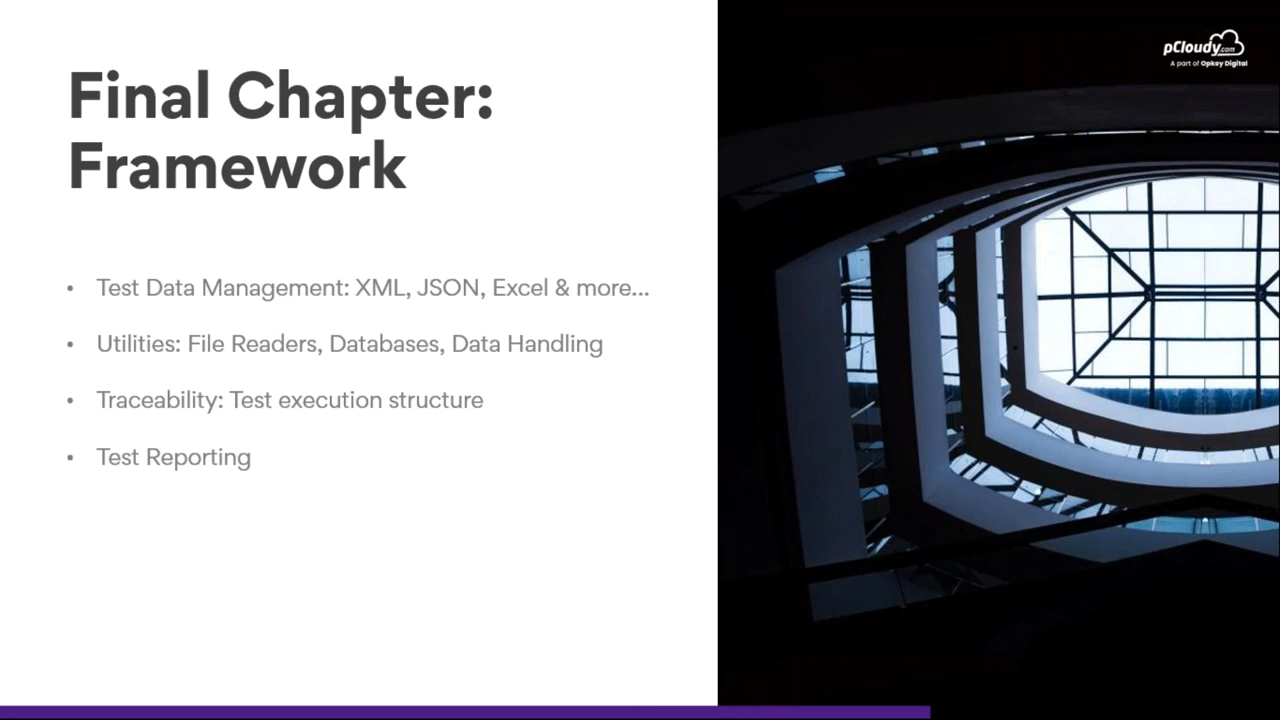 pCloudy.com
A part of Opkey Digital
Final Chapter:
Framework
• Test Data Management: XML, JSON, Excel & more...
• Utilities: File Readers, Databases, Data Handling
• Traceability: Test execution structure
• Test Reporting